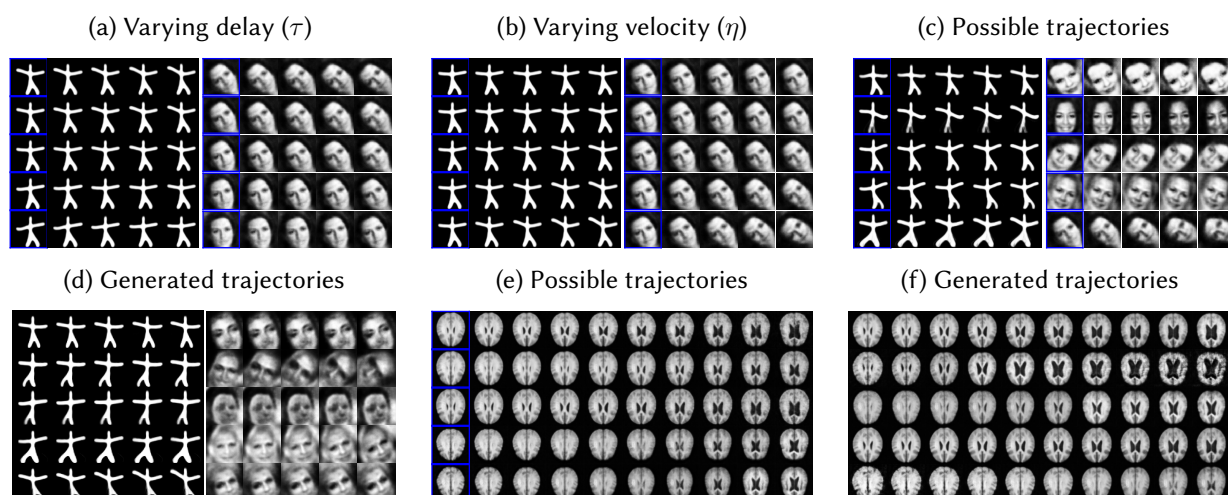 (a) Varying delay (τ)
(b) Varying velocity (η)
(c) Possible trajectories
(d) Generated trajectories
(e) Possible trajectories
(f) Generated trajectories